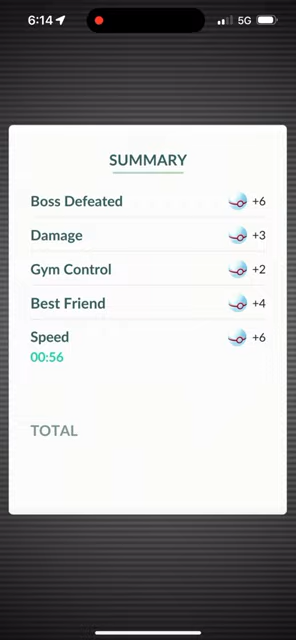 6:14
5G
SUMMARY
Boss Defeated +6
Damage +3
Gym Control +2
Best Friend +4
Speed +6
00:56
TOTAL